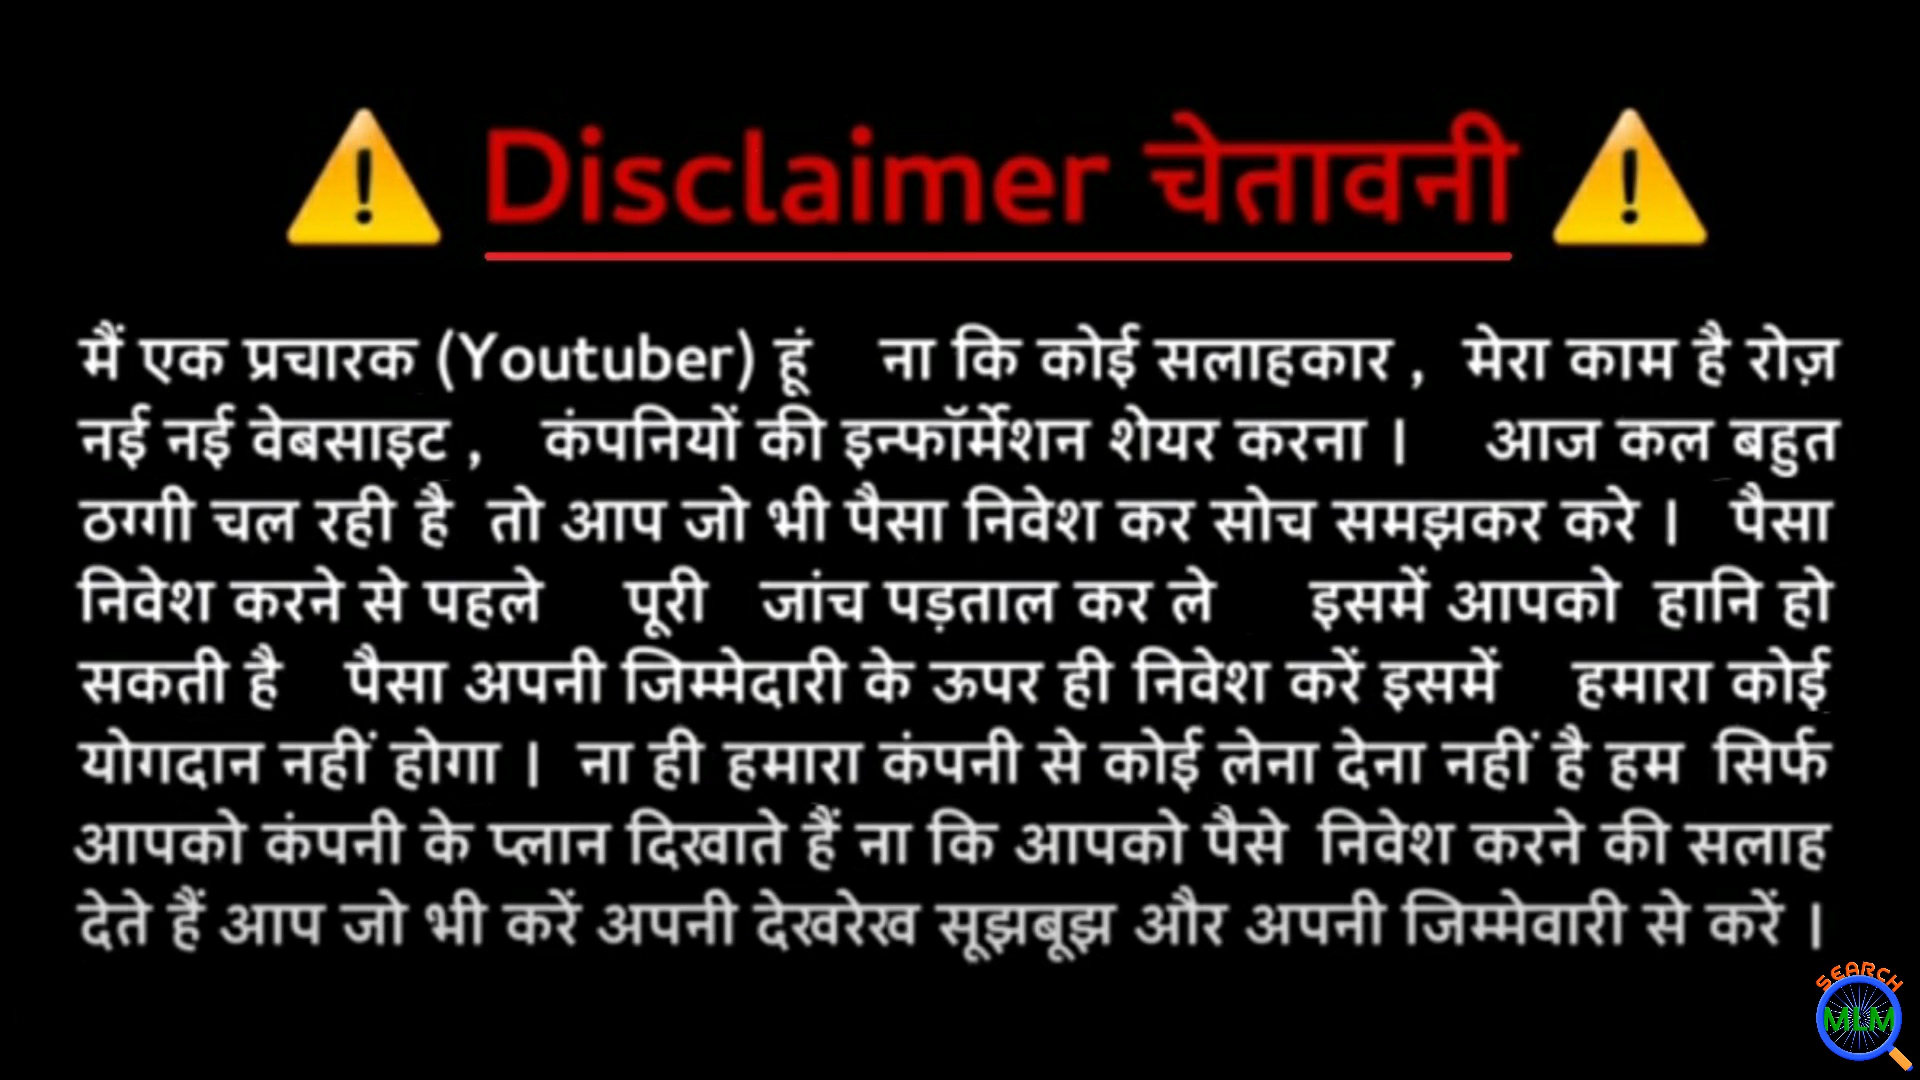 Disclaimer चेतावनी
मैं एक प्रचारक (Youtuber) हूं ना कि कोई सलाहकार , मेरा काम है रोज़
नई नई वेबसाइट , कंपनियों की इन्फॉर्मेशन शेयर करना । आज कल बहुत
ठग्गी चल रही है तो आप जो भी पैसा निवेश कर सोच समझकर करे । पैसा
निवेश करने से पहले पूरी जांच पड़ताल कर ले इसमें आपको हानि हो
सकती है पैसा अपनी जिम्मेदारी के ऊपर ही निवेश करें इसमें हमारा कोई
योगदान नहीं होगा । ना ही हमारा कंपनी से कोई लेना देना नहीं है हम सिर्फ
आपको कंपनी के प्लान दिखाते हैं ना कि आपको पैसे निवेश करने की सलाह
देते हैं आप जो भी करें अपनी देखरेख सूझबूझ और अपनी जिम्मेवारी से करें ।
SEARCH
MLM